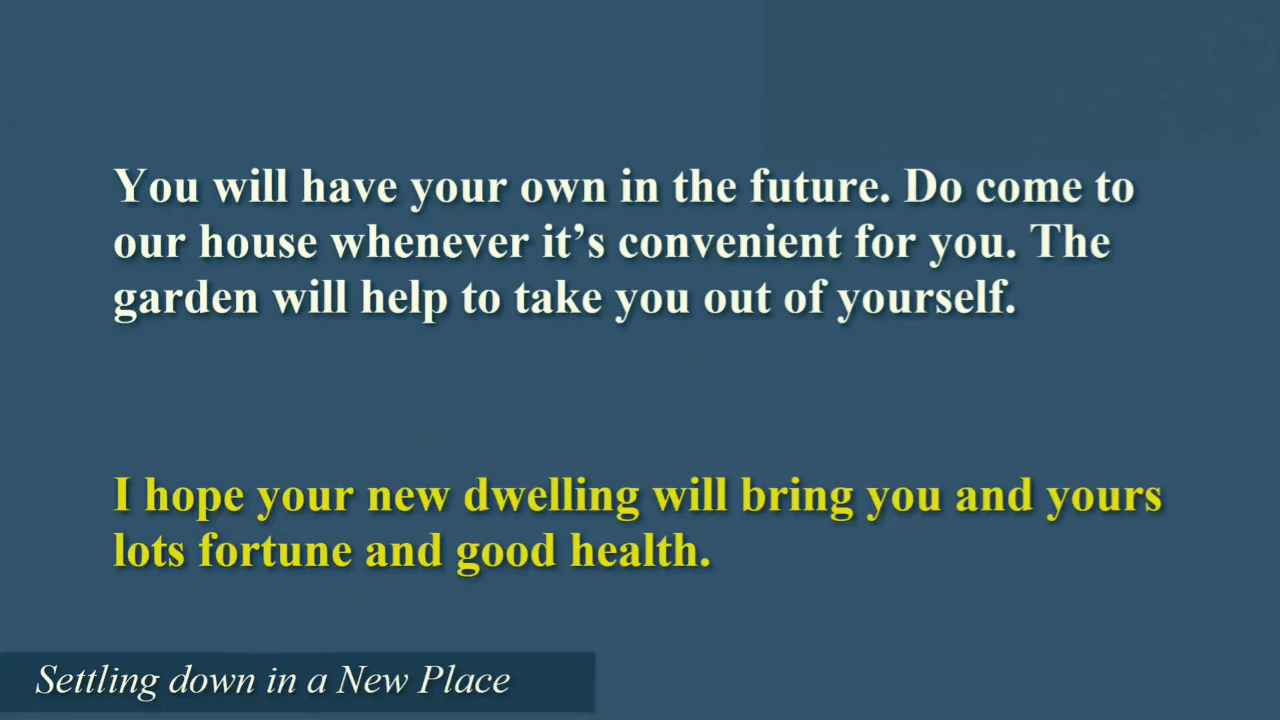 You will have your own in the future. Do come to
our house whenever it’s convenient for you. The
garden will help to take you out of yourself.
I hope your new dwelling will bring you and yours
lots fortune and good health.
Settling down in a New Place